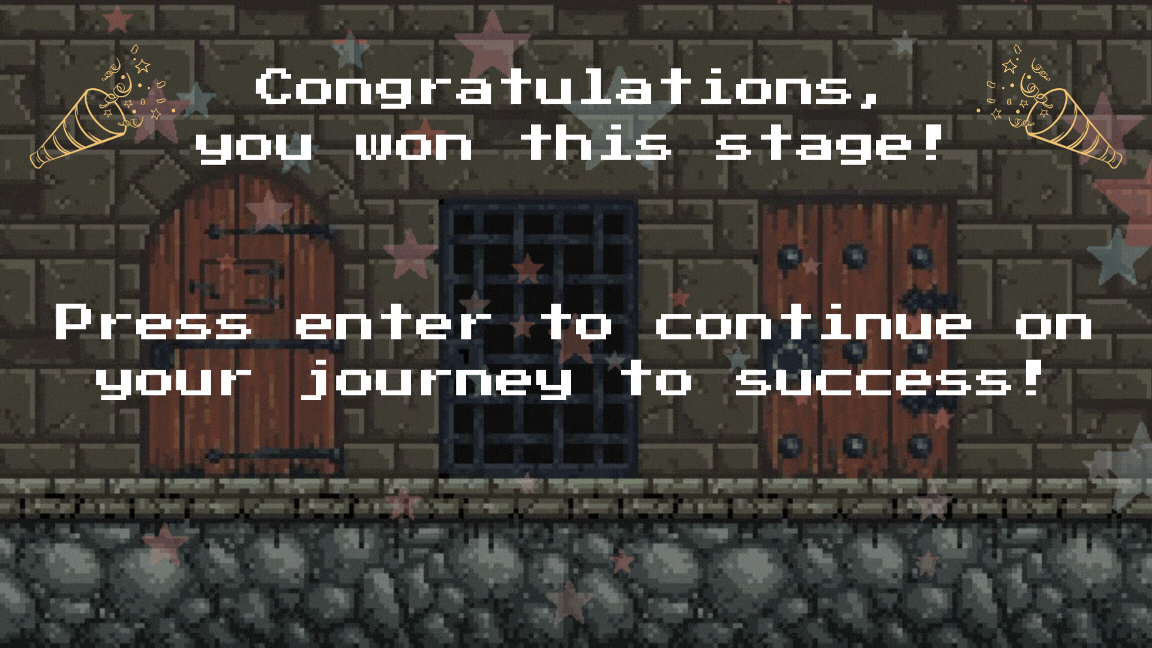 Congratulations,
you won this stage!
Press enter to continue on
your journey to success!